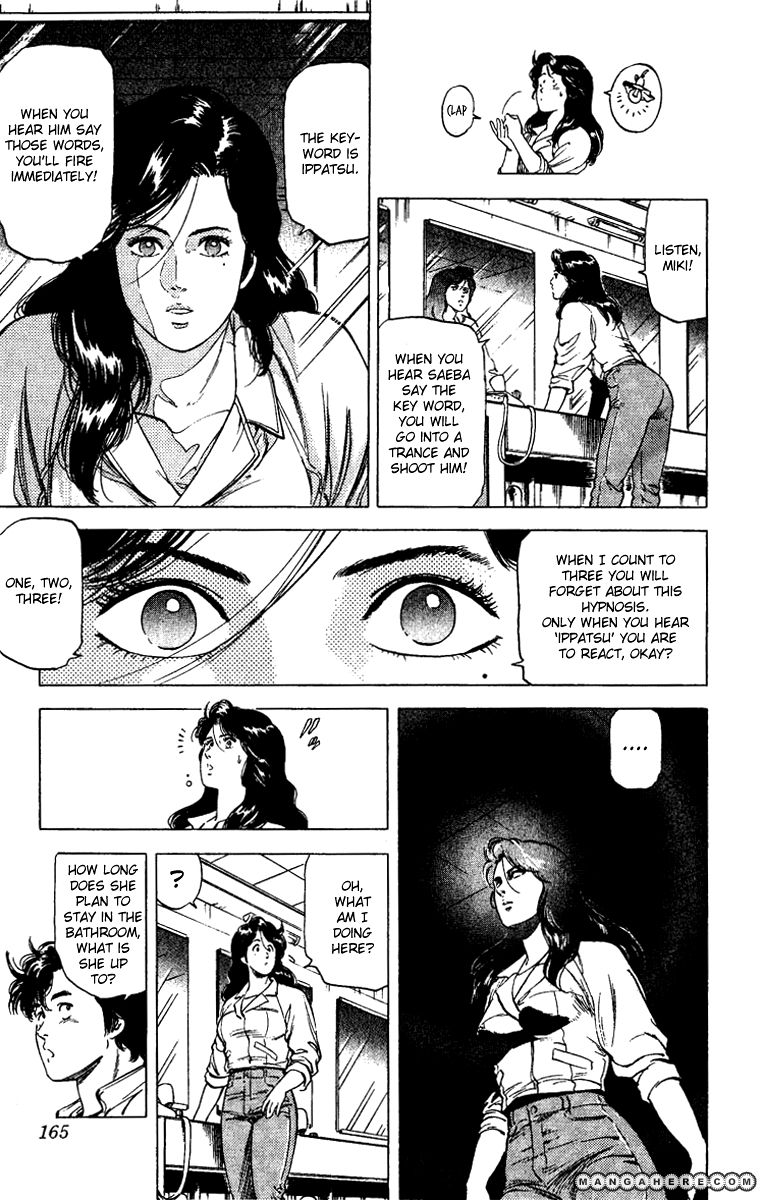 CLAP
LISTEN,
MIKI!
WHEN YOU
HEAR SAEBA
SAY THE
KEY WORD,
YOU WILL
GO INTO A
TRANCE AND
SHOOT HIM!
THE KEY-
WORD IS
IPPATSU.
WHEN YOU
HEAR HIM SAY
THOSE WORDS,
YOU'LL FIRE
IMMEDIATELY!
WHEN I COUNT TO
THREE YOU WILL
FORGET ABOUT THIS
HYPNOSIS.
ONLY WHEN YOU HEAR
'IPPATSU' YOU ARE
TO REACT, OKAY?
ONE, TWO,
THREE!
....
OH,
WHAT
AM I
DOING
HERE?
?
HOW LONG
DOES SHE
PLAN TO
STAY IN THE
BATHROOM,
WHAT IS
SHE UP
TO?
165
MANGAHERE.COM